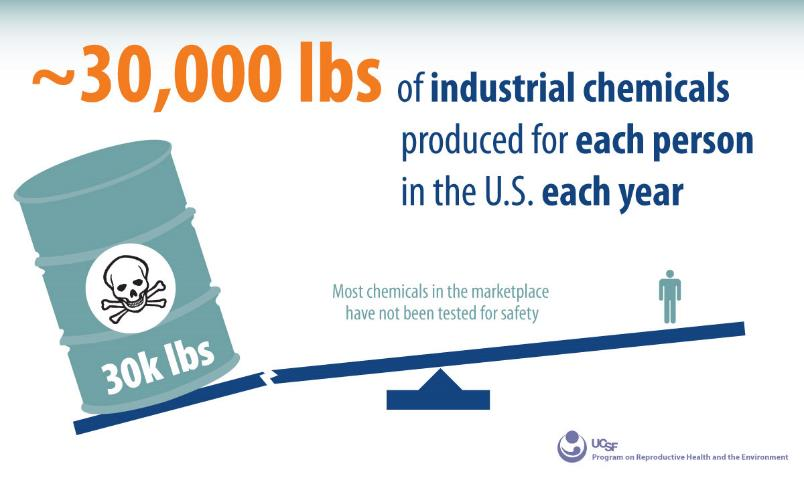 ~30,000 lbs of industrial chemicals
produced for each person
in the U.S. each year
Most chemicals in the marketplace
have not been tested for safety
30k lbs
UCSF
Program on Reproductive Health and the Environment